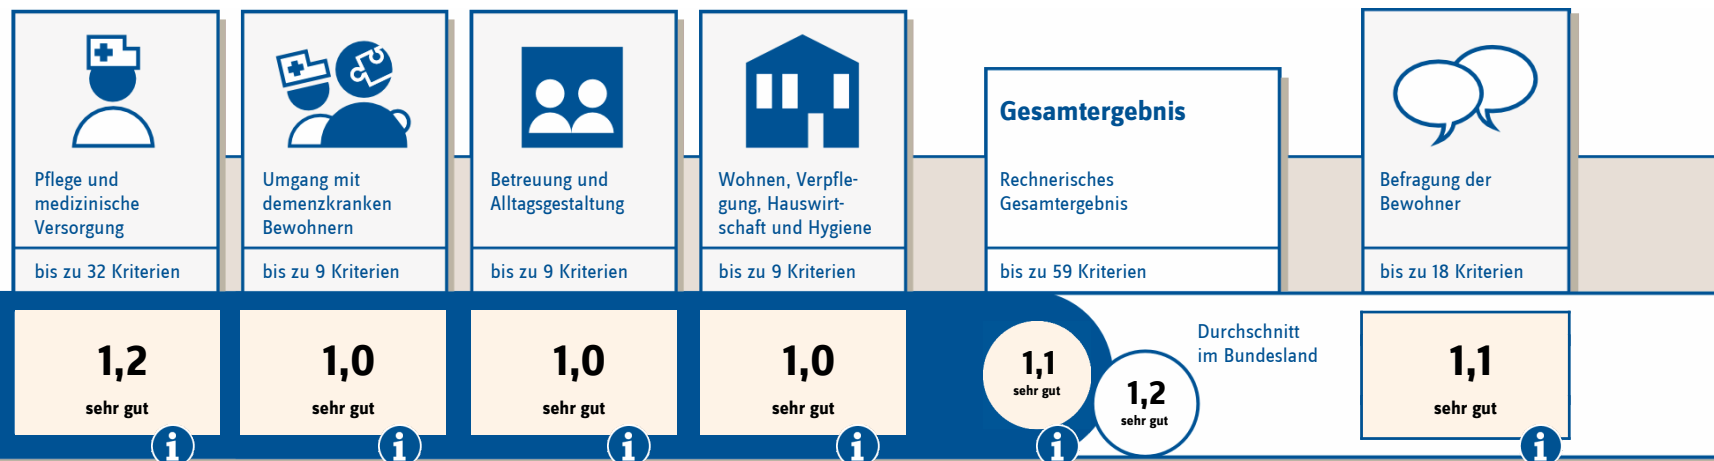 Pflege und
medizinische
Versorgung
bis zu 32 Kriterien
1,2
sehr gut
Umgang mit
demenzkranken
Bewohnern
bis zu 9 Kriterien
1,0
sehr gut
Betreuung und
Alltagsgestaltung
bis zu 9 Kriterien
1,0
sehr gut
Wohnen, Verpfle-
gung, Hauswirt-
schaft und Hygiene
bis zu 9 Kriterien
1,0
sehr gut
Gesamtergebnis
Rechnerisches
Gesamtergebnis
bis zu 59 Kriterien
1,1
sehr gut
Durchschnitt
im Bundesland
1,2
sehr gut
Befragung der
Bewohner
bis zu 18 Kriterien
1,1
sehr gut